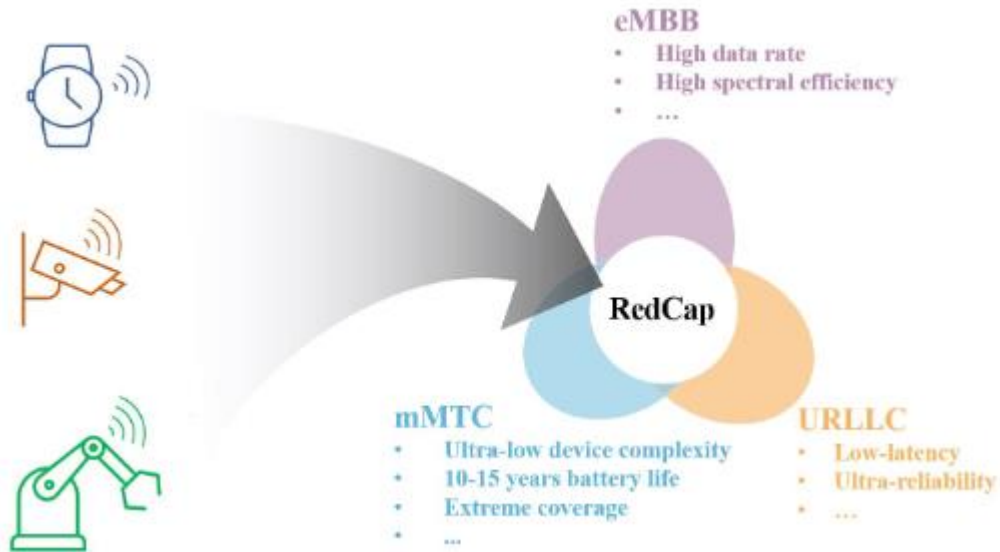 eMBB
• High data rate
• High spectral efficiency
• ...
RedCap
mMTC
• Ultra-low device complexity
• 10-15 years battery life
• Extreme coverage
• ...
URLLC
• Low-latency
• Ultra-reliability
• ...